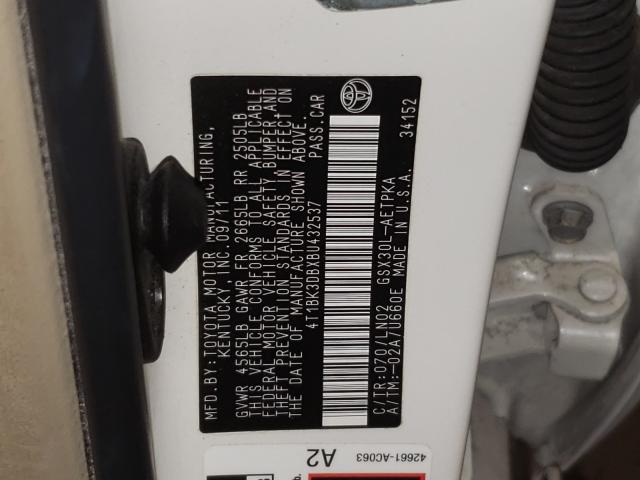 MFD. BY: TOYOTA MOTOR MANUFACTURING,
KENTUCKY, INC. 09/11
GVWR 4565LB GAWR FR 2665LB RR 2505LB
THIS VEHICLE CONFORMS TO ALL APPLICABLE
FEDERAL MOTOR VEHICLE SAFETY, BUMPER AND
THEFT PREVENTION STANDARDS IN EFFECT ON
THE DATE OF MANUFACTURE SHOWN ABOVE.
4T1BK3DBXBU432537 PASS.CAR
C/TR:070/LN02 GSX30L-AETPKA
A/TM:-02A/U660E MADE IN U.S.A. 34152
42661-AC063
A2